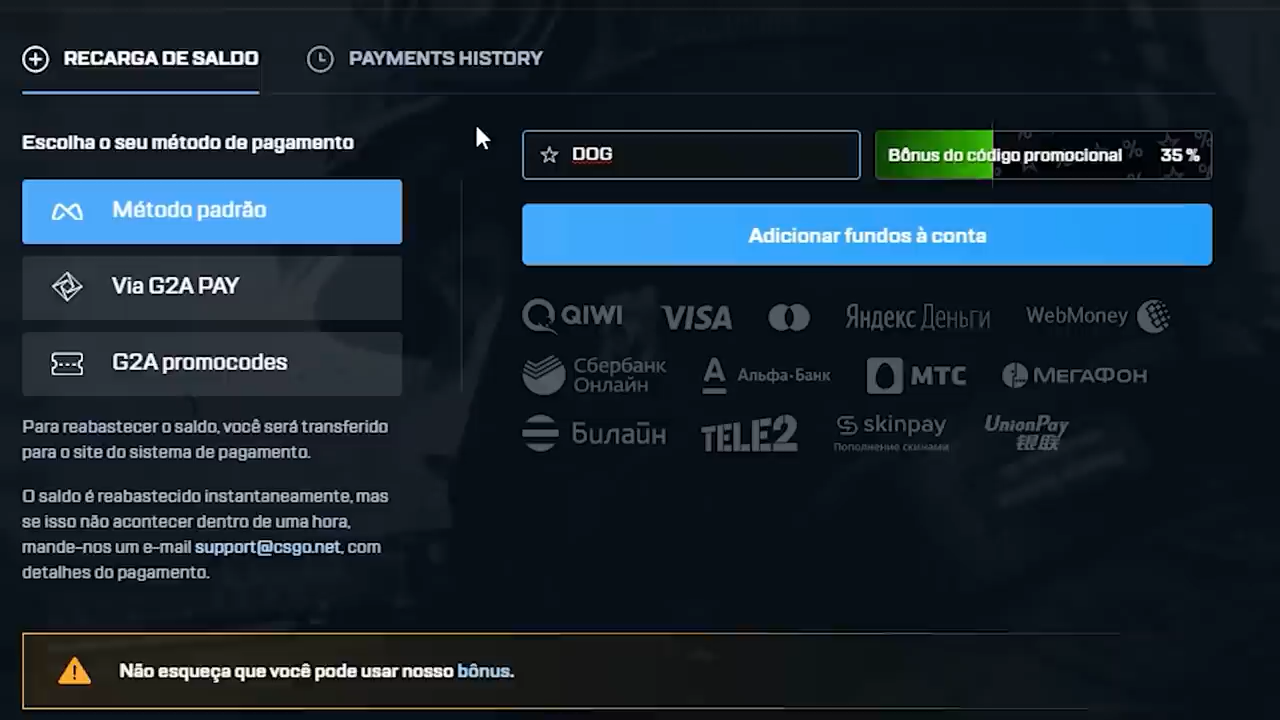 RECARGA DE SALDO
PAYMENTS HISTORY
Escolha o seu método de pagamento
DOG
Bônus do código promocional 35 %
Método padrão
Adicionar fundos à conta
Via G2A PAY
QIWI VISA Яндекс Деньги WebMoney
G2A promocodes
Сбербанк
Онлайн
Альфа·Банк
МТС
МЕГАФОН
Билайн TELE2 skinpay
Пополнение скинами
UnionPay
银联
Para reabastecer o saldo, você será transferido
para o site do sistema de pagamento.
O saldo é reabastecido instantaneamente, mas
se isso não acontecer dentro de uma hora,
mande-nos um e-mail support@csgo.net, com
detalhes do pagamento.
Não esqueça que você pode usar nosso bônus.